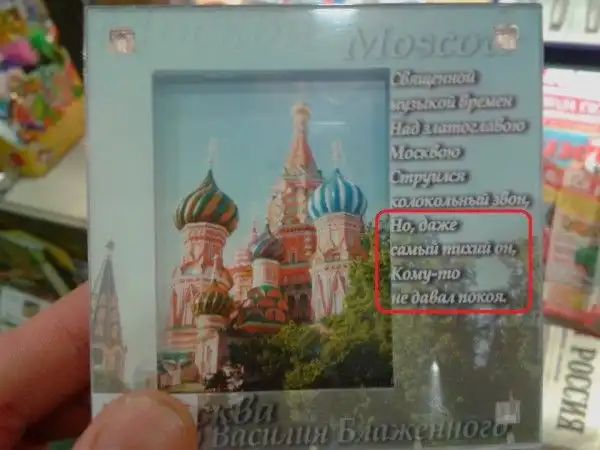 Moscow
Священной
музыкой времен
Над златоглавою
Москвою
Струился
колокольный звон,
Но, даже
самый тихий он,
Кому-то
не давал покоя.
Василия Блаженного
РОССИЯ